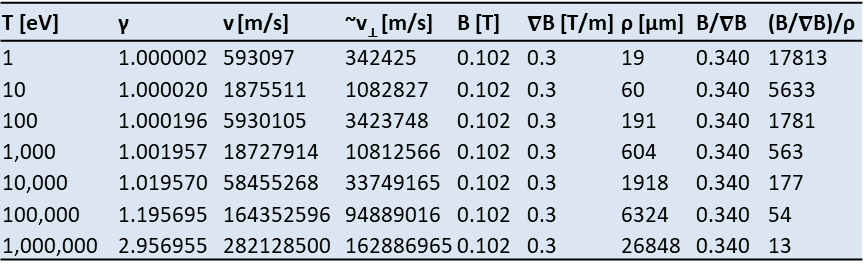 T [eV] γ v [m/s] ~v⊥ [m/s] B [T] ∇B [T/m] ρ [μm] B/∇B (B/∇B)/ρ
1 1.000002 593097 342425 0.102 0.3 19 0.340 17813
10 1.000020 1875511 1082827 0.102 0.3 60 0.340 5633
100 1.000196 5930105 3423748 0.102 0.3 191 0.340 1781
1,000 1.001957 18727914 10812566 0.102 0.3 604 0.340 563
10,000 1.019570 58455268 33749165 0.102 0.3 1918 0.340 177
100,000 1.195695 164352596 94889016 0.102 0.3 6324 0.340 54
1,000,000 2.956955 282128500 162886965 0.102 0.3 26848 0.340 13